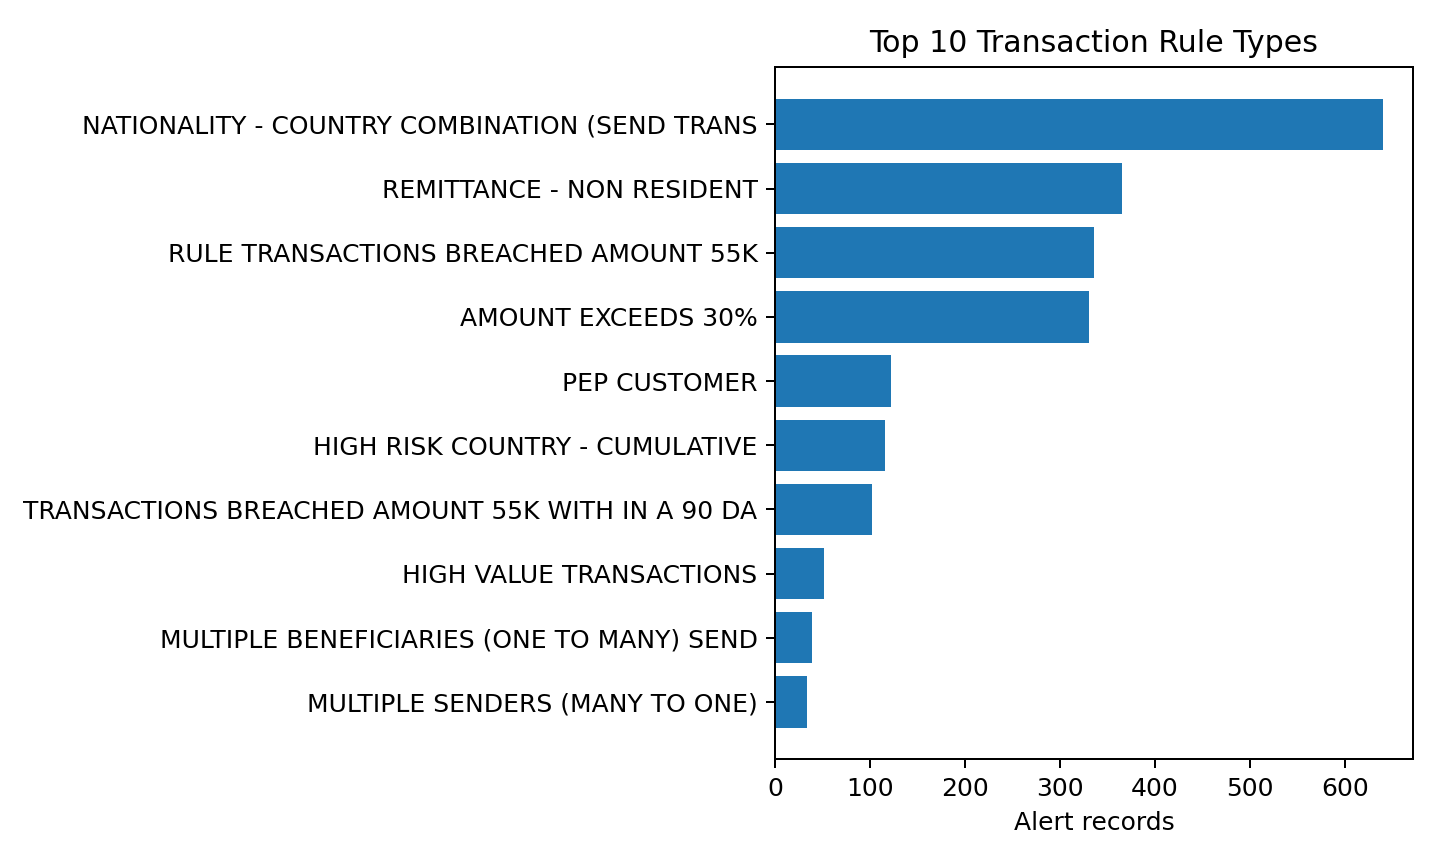 Top 10 Transaction Rule Types
NATIONALITY - COUNTRY COMBINATION (SEND TRANS
REMITTANCE - NON RESIDENT
RULE TRANSACTIONS BREACHED AMOUNT 55K
AMOUNT EXCEEDS 30%
PEP CUSTOMER
HIGH RISK COUNTRY - CUMULATIVE
TRANSACTIONS BREACHED AMOUNT 55K WITH IN A 90 DA
HIGH VALUE TRANSACTIONS
MULTIPLE BENEFICIARIES (ONE TO MANY) SEND
MULTIPLE SENDERS (MANY TO ONE)
0 100 200 300 400 500 600
Alert records